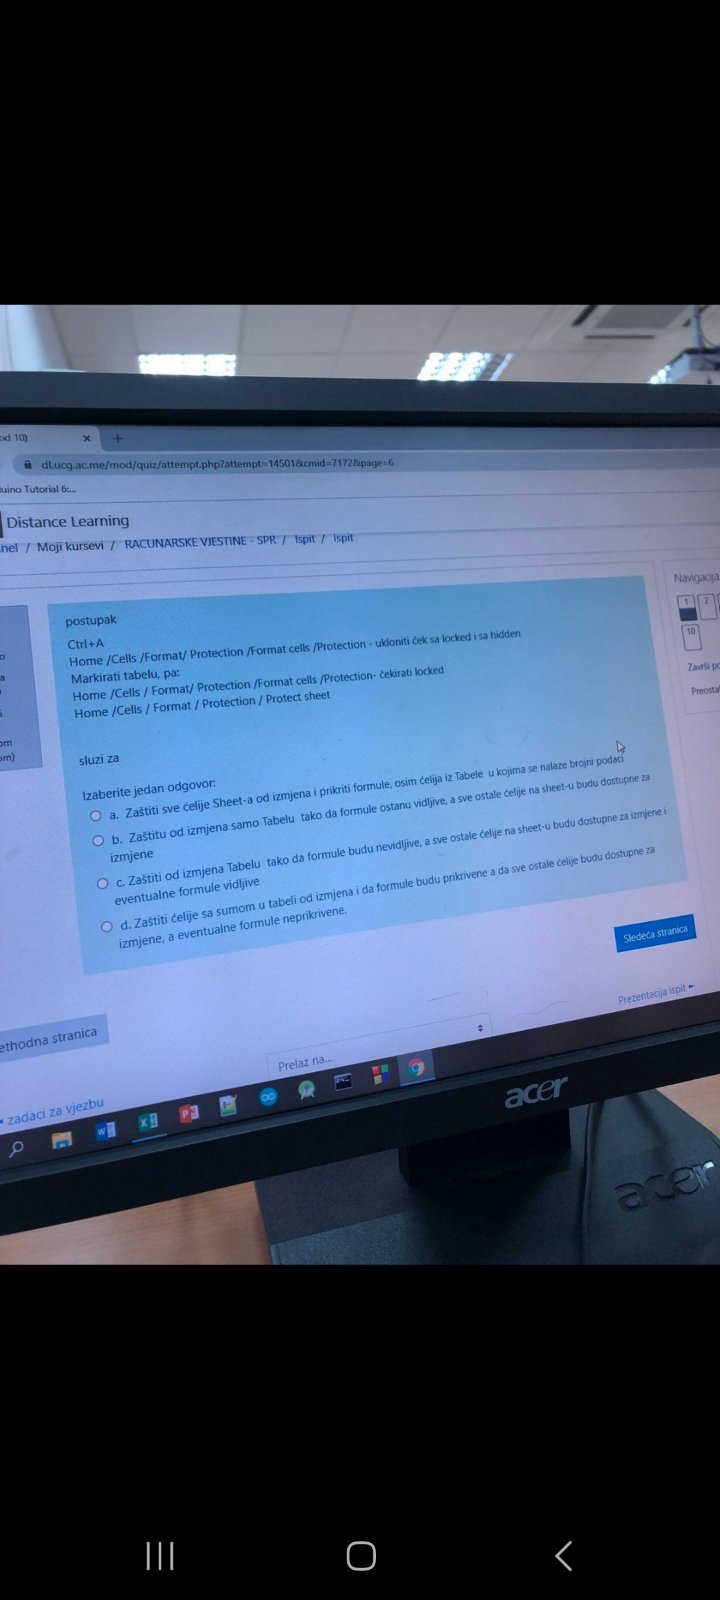 od 10)
dl.ucg.ac.me/mod/quiz/attempt.php?attempt=14501&cmid=7172&page=6
uino Tutorial 6:...
Distance Learning
nel / Moji kursevi / RACUNARSKE VJESTINE - SPR / Ispit / Ispit
Navigacija
1 2
10
Završi po
Preosta
postupak
Ctrl+A
Home /Cells /Format/ Protection /Format cells /Protection - ukloniti ček sa locked i sa hidden
Markirati tabelu, pa:
Home /Cells / Format/ Protection /Format cells /Protection- čekirati locked
Home /Cells / Format / Protection / Protect sheet
sluzi za
Izaberite jedan odgovor:
a. Zaštiti sve ćelije Sheet-a od izmjena i prikriti formule, osim ćelija iz Tabele u kojima se nalaze brojni podaci
b. Zaštitu od izmjena samo Tabelu tako da formule ostanu vidljive, a sve ostale ćelije na sheet-u budu dostupne za
izmjene
c. Zaštiti od izmjena Tabelu tako da formule budu nevidljive, a sve ostale ćelije na sheet-u budu dostupne za izmjene i
eventualne formule vidljive
d. Zaštiti ćelije sa sumom u tabeli od izmjena i da formule budu prikrivene a da sve ostale ćelije budu dostupne za
izmjene, a eventualne formule neprikrivene.
Sledeća stranica
Prezentacija ispit
ethodna stranica
Prelaz na...
zadaci za vjezbu
acer
acer